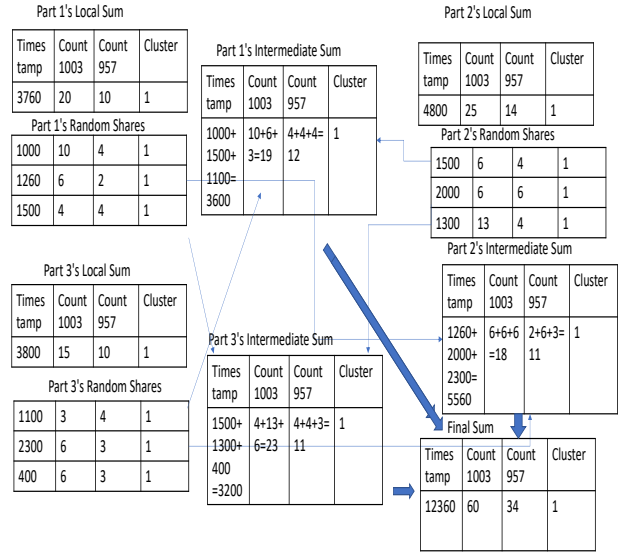 Part 1's Local Sum
Times tamp Count 1003 Count 957 Cluster
3760 20 10 1
Part 1's Random Shares
1000 10 4 1
1260 6 2 1
1500 4 4 1
Part 1's Intermediate Sum
Times tamp Count 1003 Count 957 Cluster
1000+ 10+6+ 4+4+4= 1
1500+ 3=19 12
1100=
3600
Part 2's Local Sum
Times tamp Count 1003 Count 957 Cluster
4800 25 14 1
Part 2's Random Shares
1500 6 4 1
2000 6 6 1
1300 13 4 1
Part 2's Intermediate Sum
Times tamp Count 1003 Count 957 Cluster
1260+ 6+6+6 2+6+3= 1
2000+ =18 11
2300=
5560
Part 3's Local Sum
Times tamp Count 1003 Count 957 Cluster
3800 15 10 1
Part 3's Random Shares
1100 3 4 1
2300 6 3 1
400 6 3 1
Part 3's Intermediate Sum
Times tamp Count 1003 Count 957 Cluster
1500+ 4+13+ 4+4+3= 1
1300+ 6=23 11
400
=3200
Final Sum
Times tamp Count 1003 Count 957 Cluster
12360 60 34 1